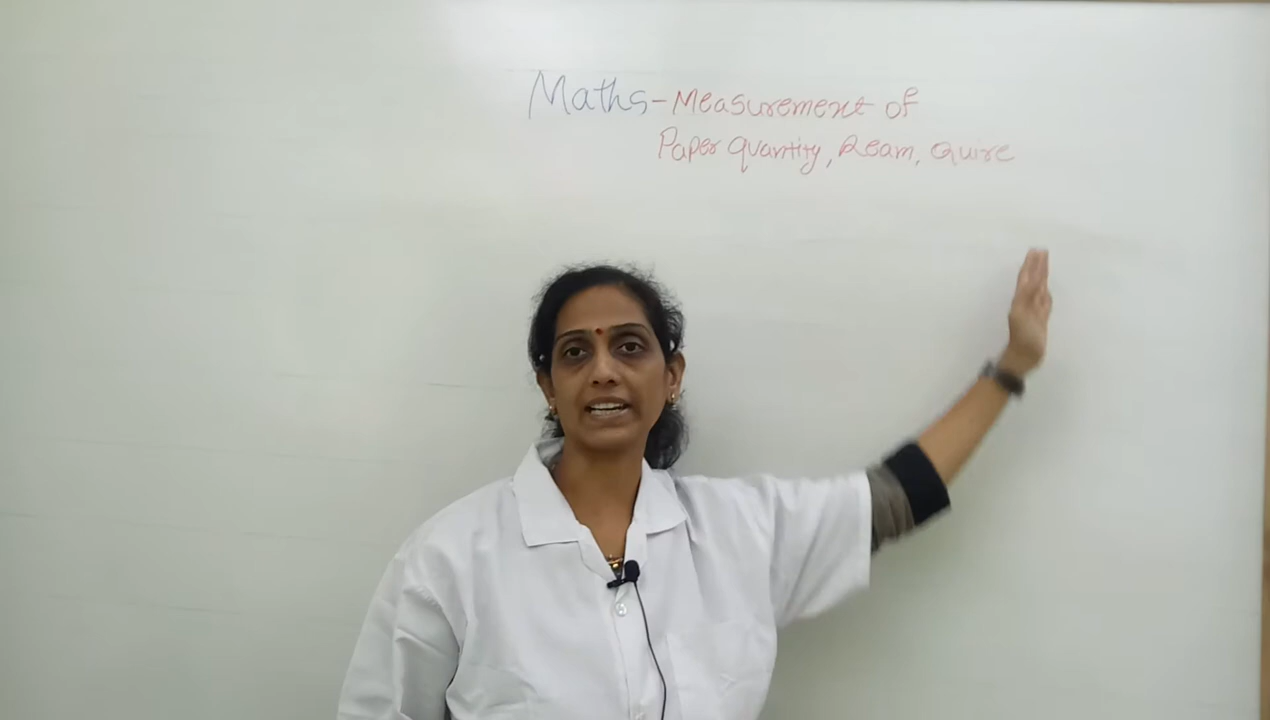 Maths - Measurement of
Paper Quantity, Ream, Quire